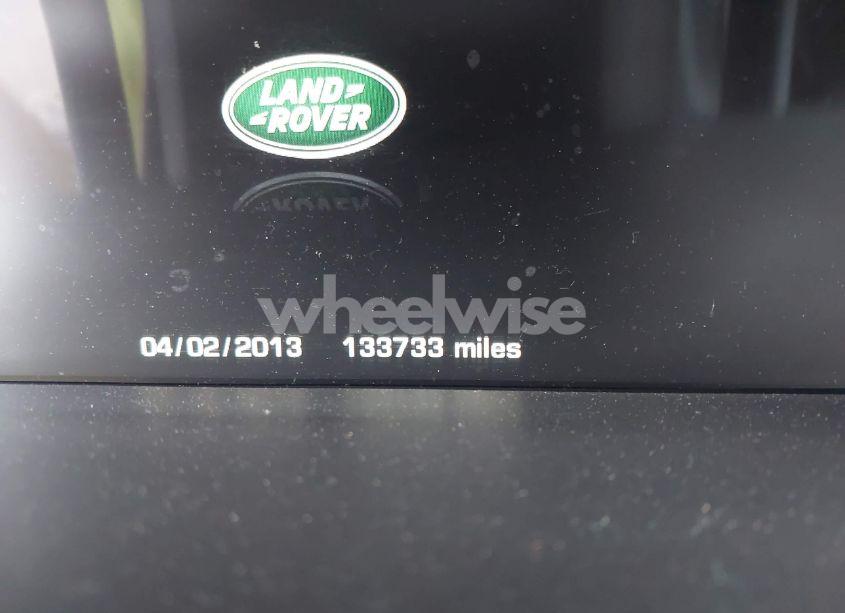 LAND
ROVER
wheelwise
04/02/2013 133733 miles